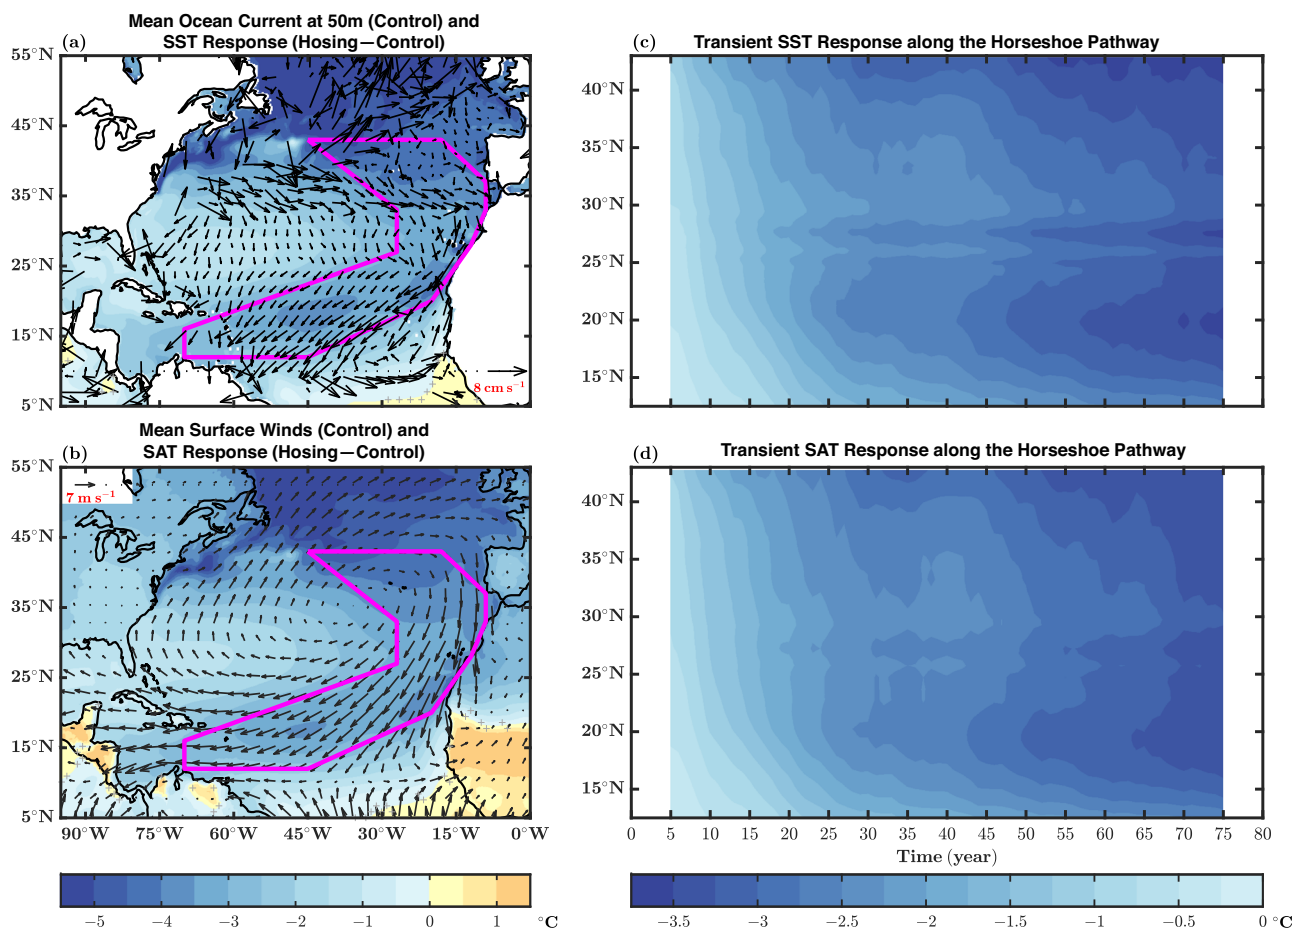 Mean Ocean Current at 50m (Control) and
SST Response (Hosing−Control)
(a)
55°N
45°N
35°N
25°N
15°N
5°N
8 cm s⁻¹
(c)
Transient SST Response along the Horseshoe Pathway
40°N
35°N
30°N
25°N
20°N
15°N
Mean Surface Winds (Control) and
SAT Response (Hosing−Control)
(b)
7 m s⁻¹
55°N
45°N
35°N
25°N
15°N
5°N
90°W 75°W 60°W 45°W 30°W 15°W 0°W
−5 −4 −3 −2 −1 0 1 °C
(d)
Transient SAT Response along the Horseshoe Pathway
40°N
35°N
30°N
25°N
20°N
15°N
0 5 10 15 20 25 30 35 40 45 50 55 60 65 70 75 80
Time (year)
−3.5 −3 −2.5 −2 −1.5 −1 −0.5 0 °C